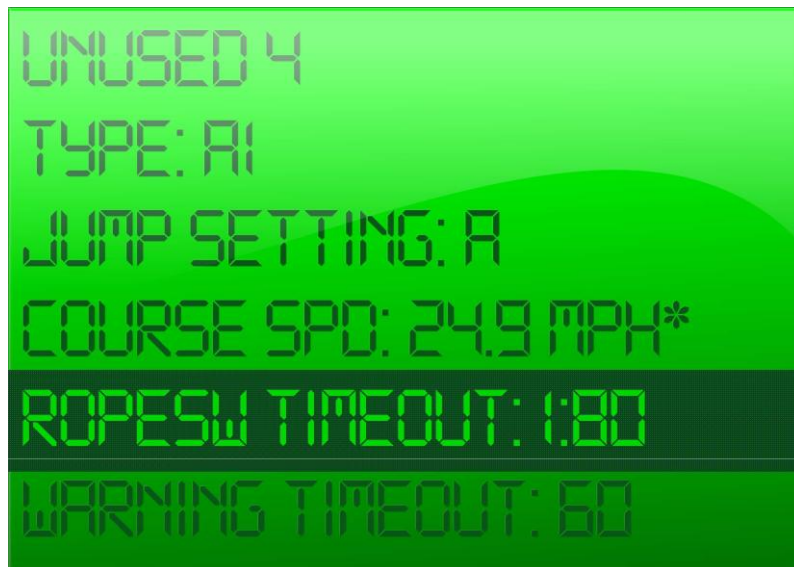 UNUSED 4
TYPE: A1
JUMP SETTING: A
COURSE SPD: 24.9 MPH*
ROPESW TIMEOUT: 1:80
WARNING TIMEOUT: 60